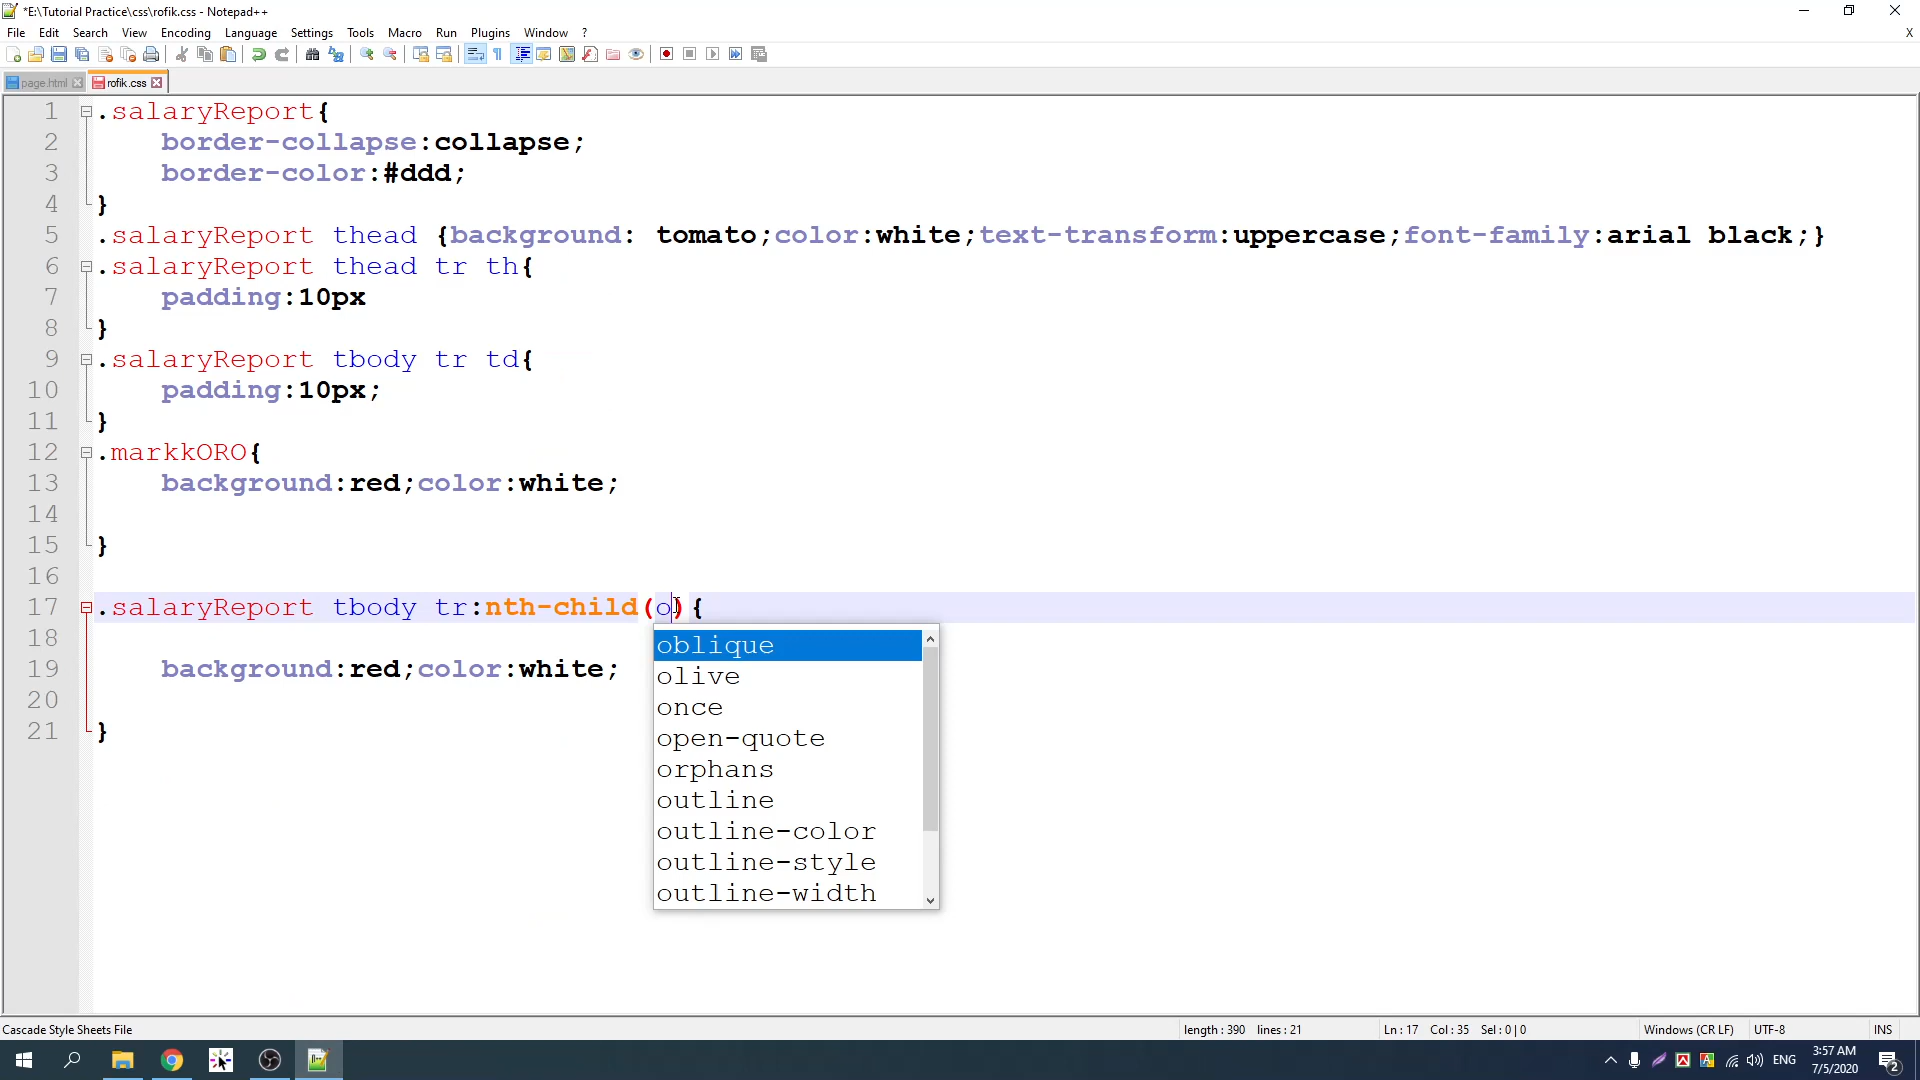 *E:\Tutorial Practice\css\rofik.css - Notepad++
File Edit Search View Encoding Language Settings Tools Macro Run Plugins Window ? X
page.html rofik.css
1 .salaryReport{
2 border-collapse:collapse;
3 border-color:#ddd;
4 }
5 .salaryReport thead {background: tomato;color:white;text-transform:uppercase;font-family:arial black;}
6 .salaryReport thead tr th{
7 padding:10px
8 }
9 .salaryReport tbody tr td{
10 padding:10px;
11 }
12 .markkORO{
13 background:red;color:white;
14
15 }
16
17 .salaryReport tbody tr:nth-child(o){
18
19 background:red;color:white;
20
21 }
oblique
olive
once
open-quote
orphans
outline
outline-color
outline-style
outline-width
Cascade Style Sheets File length : 390 lines : 21 Ln : 17 Col : 35 Sel : 0 | 0 Windows (CR LF) UTF-8 INS
ENG 3:57 AM
7/5/2020 2